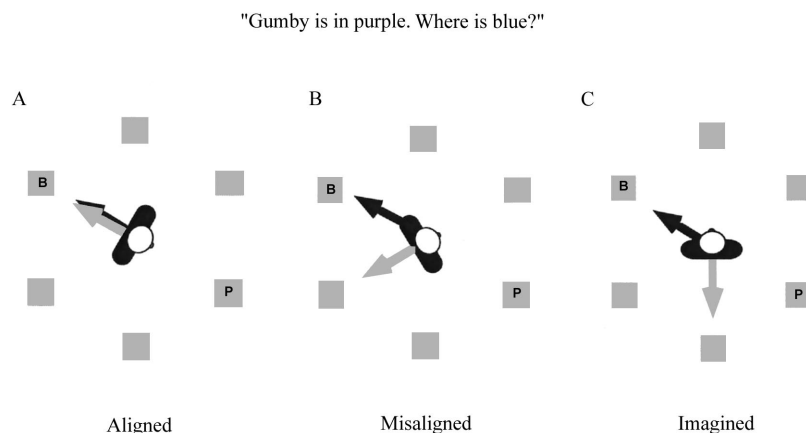 "Gumby is in purple. Where is blue?"
A
B
C
B
B
B
P
P
P
Aligned
Misaligned
Imagined